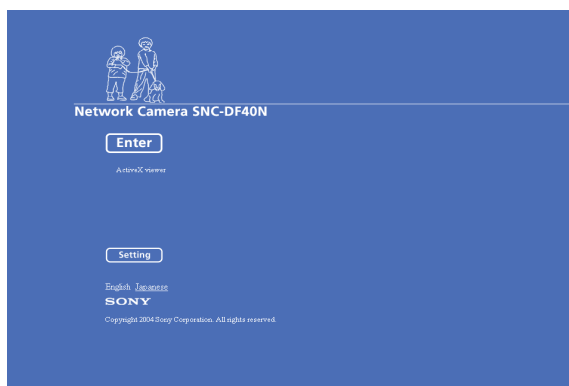 Network Camera SNC-DF40N
Enter
ActiveX viewer
Setting
English Japanese
SONY
Copyright 2004 Sony Corporation. All rights reserved.